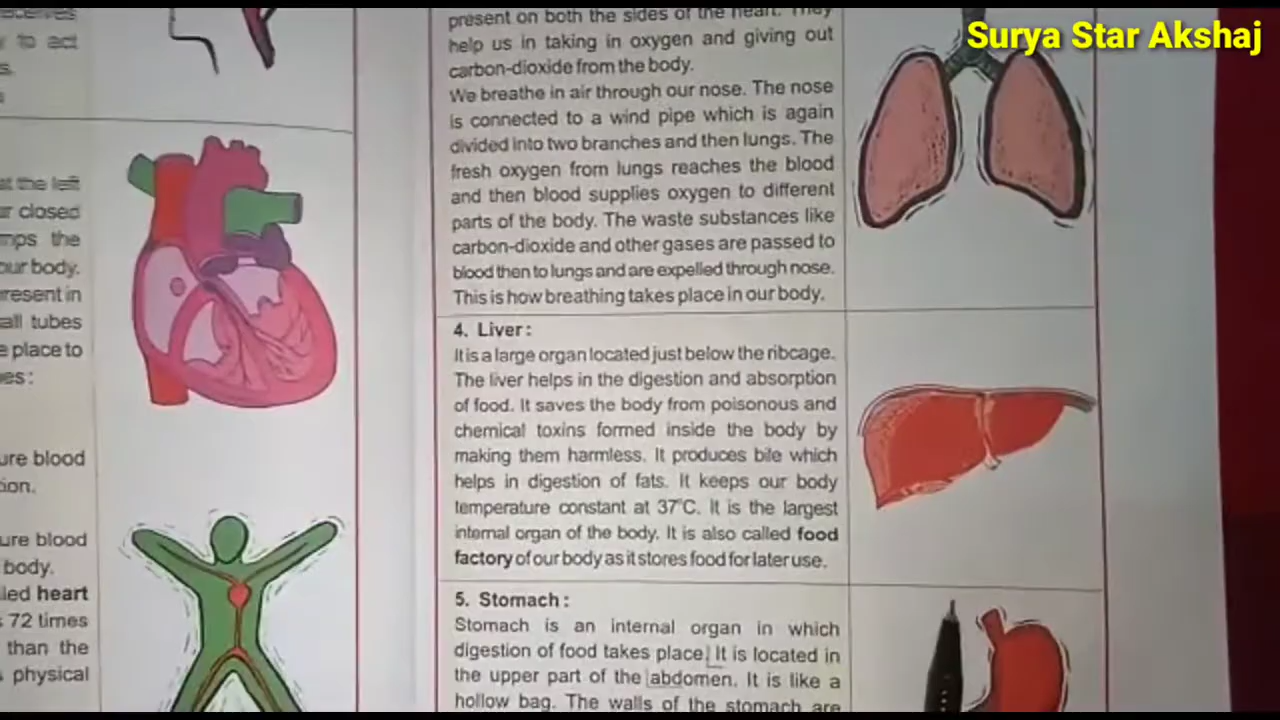 Surya Star Akshaj
to act
at the left
closed
the
our body.
present in
tubes
place to
blood
blood
body.
heart
72 times
than the
physical
present on both the sides of the heart. They
help us in taking in oxygen and giving out
carbon-dioxide from the body.
We breathe in air through our nose. The nose
is connected to a wind pipe which is again
divided into two branches and then lungs. The
fresh oxygen from lungs reaches the blood
and then blood supplies oxygen to different
parts of the body. The waste substances like
carbon-dioxide and other gases are passed to
blood then to lungs and are expelled through nose.
This is how breathing takes place in our body.
4. Liver:
It is a large organ located just below the ribcage.
The liver helps in the digestion and absorption
of food. It saves the body from poisonous and
chemical toxins formed inside the body by
making them harmless. It produces bile which
helps in digestion of fats. It keeps our body
temperature constant at 37°C. It is the largest
internal organ of the body. It is also called food
factory of our body as it stores food for later use.
5. Stomach:
Stomach is an internal organ in which
digestion of food takes place. It is located in
the upper part of the abdomen. It is like a
hollow bag. The walls of the stomach are